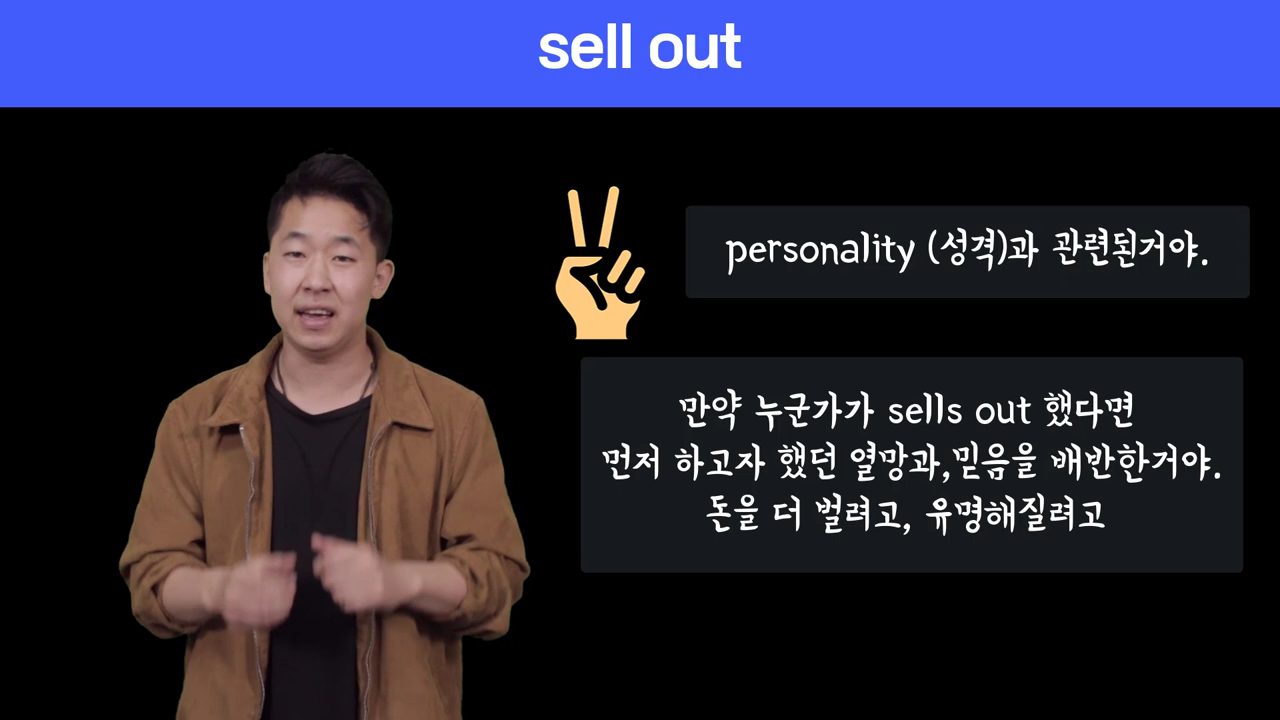 sell out
personality (성격)과 관련된거야.
만약 누군가가 sells out 했다면
먼저 하고자 했던 열망과,믿음을 배반한거야.
돈을 더 벌려고, 유명해질려고